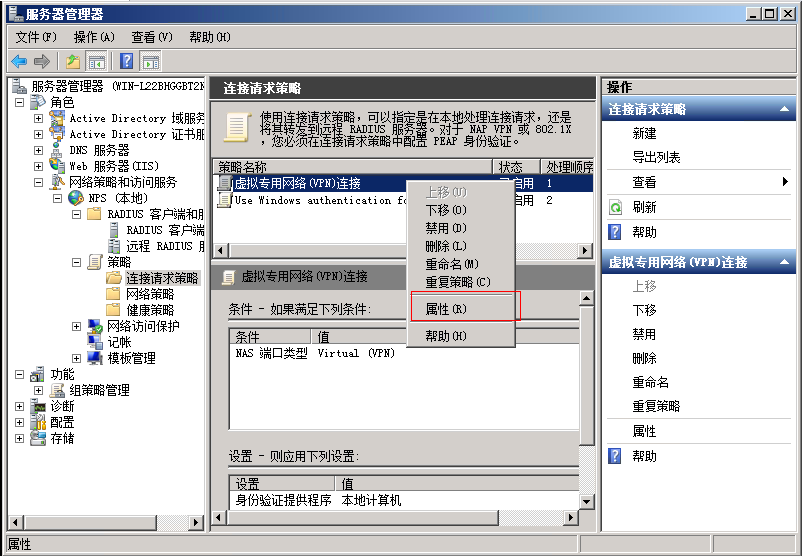 服务器管理器
文件(F) 操作(A) 查看(V) 帮助(H)
服务器管理器 (WIN-L22BHGGBT2N
角色
Active Directory 域服务
Active Directory 证书服
DNS 服务器
Web 服务器(IIS)
网络策略和访问服务
NPS (本地)
RADIUS 客户端和服
RADIUS 客户端
远程 RADIUS 服
策略
连接请求策略
网络策略
健康策略
网络访问保护
记帐
模板管理
功能
组策略管理
诊断
配置
存储
连接请求策略
使用连接请求策略，可以指定是在本地处理连接请求，还是
将其转发到远程 RADIUS 服务器。对于 NAP VPN 或 802.1X
，您必须在连接请求策略中配置 PEAP 身份验证。
策略名称 状态 处理顺序
虚拟专用网络(VPN)连接 启用 1
Use Windows authentication fo 启用 2
上移(U)
下移(O)
禁用(D)
删除(L)
重命名(M)
重复策略(C)
属性(R)
帮助(H)
虚拟专用网络(VPN)连接
条件 - 如果满足下列条件:
条件 值
NAS 端口类型 Virtual (VPN)
设置 - 则应用下列设置:
设置 值
身份验证提供程序 本地计算机
操作
连接请求策略
新建
导出列表
查看
刷新
帮助
虚拟专用网络(VPN)连接
上移
下移
禁用
删除
重命名
重复策略
属性
帮助
属性